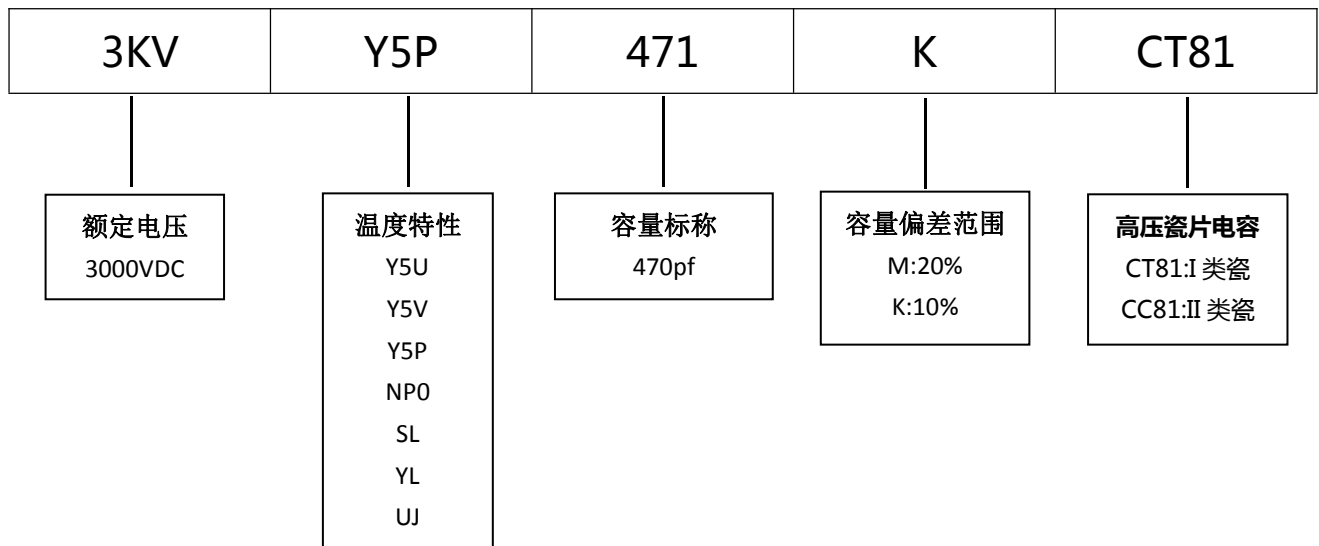 3KV Y5P 471 K CT81
额定电压
3000VDC
温度特性
Y5U
Y5V
Y5P
NP0
SL
YL
UJ
容量标称
470pf
容量偏差范围
M:20%
K:10%
高压瓷片电容
CT81:I 类瓷
CC81:II 类瓷